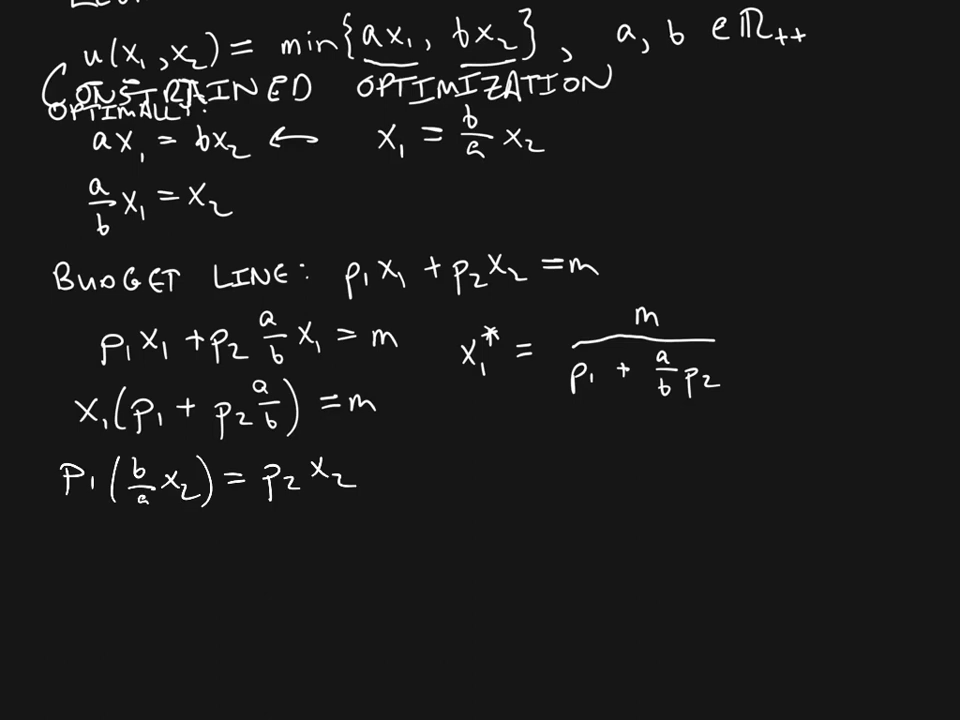 u(x₁,x₂) = min{ax₁, bx₂}, a, b ∈ ℝ₊₊
CONSTRAINED OPTIMIZATION
OPTIMALLY:
ax₁ = bx₂ ← x₁ = b/a x₂
a/b x₁ = x₂
BUDGET LINE: p₁x₁ + p₂x₂ = m
p₁x₁ + p₂ a/b x₁ = m
x₁* = m / (p₁ + a/b p₂)
x₁(p₁ + p₂ a/b) = m
P₁(b/a x₂) = p₂x₂